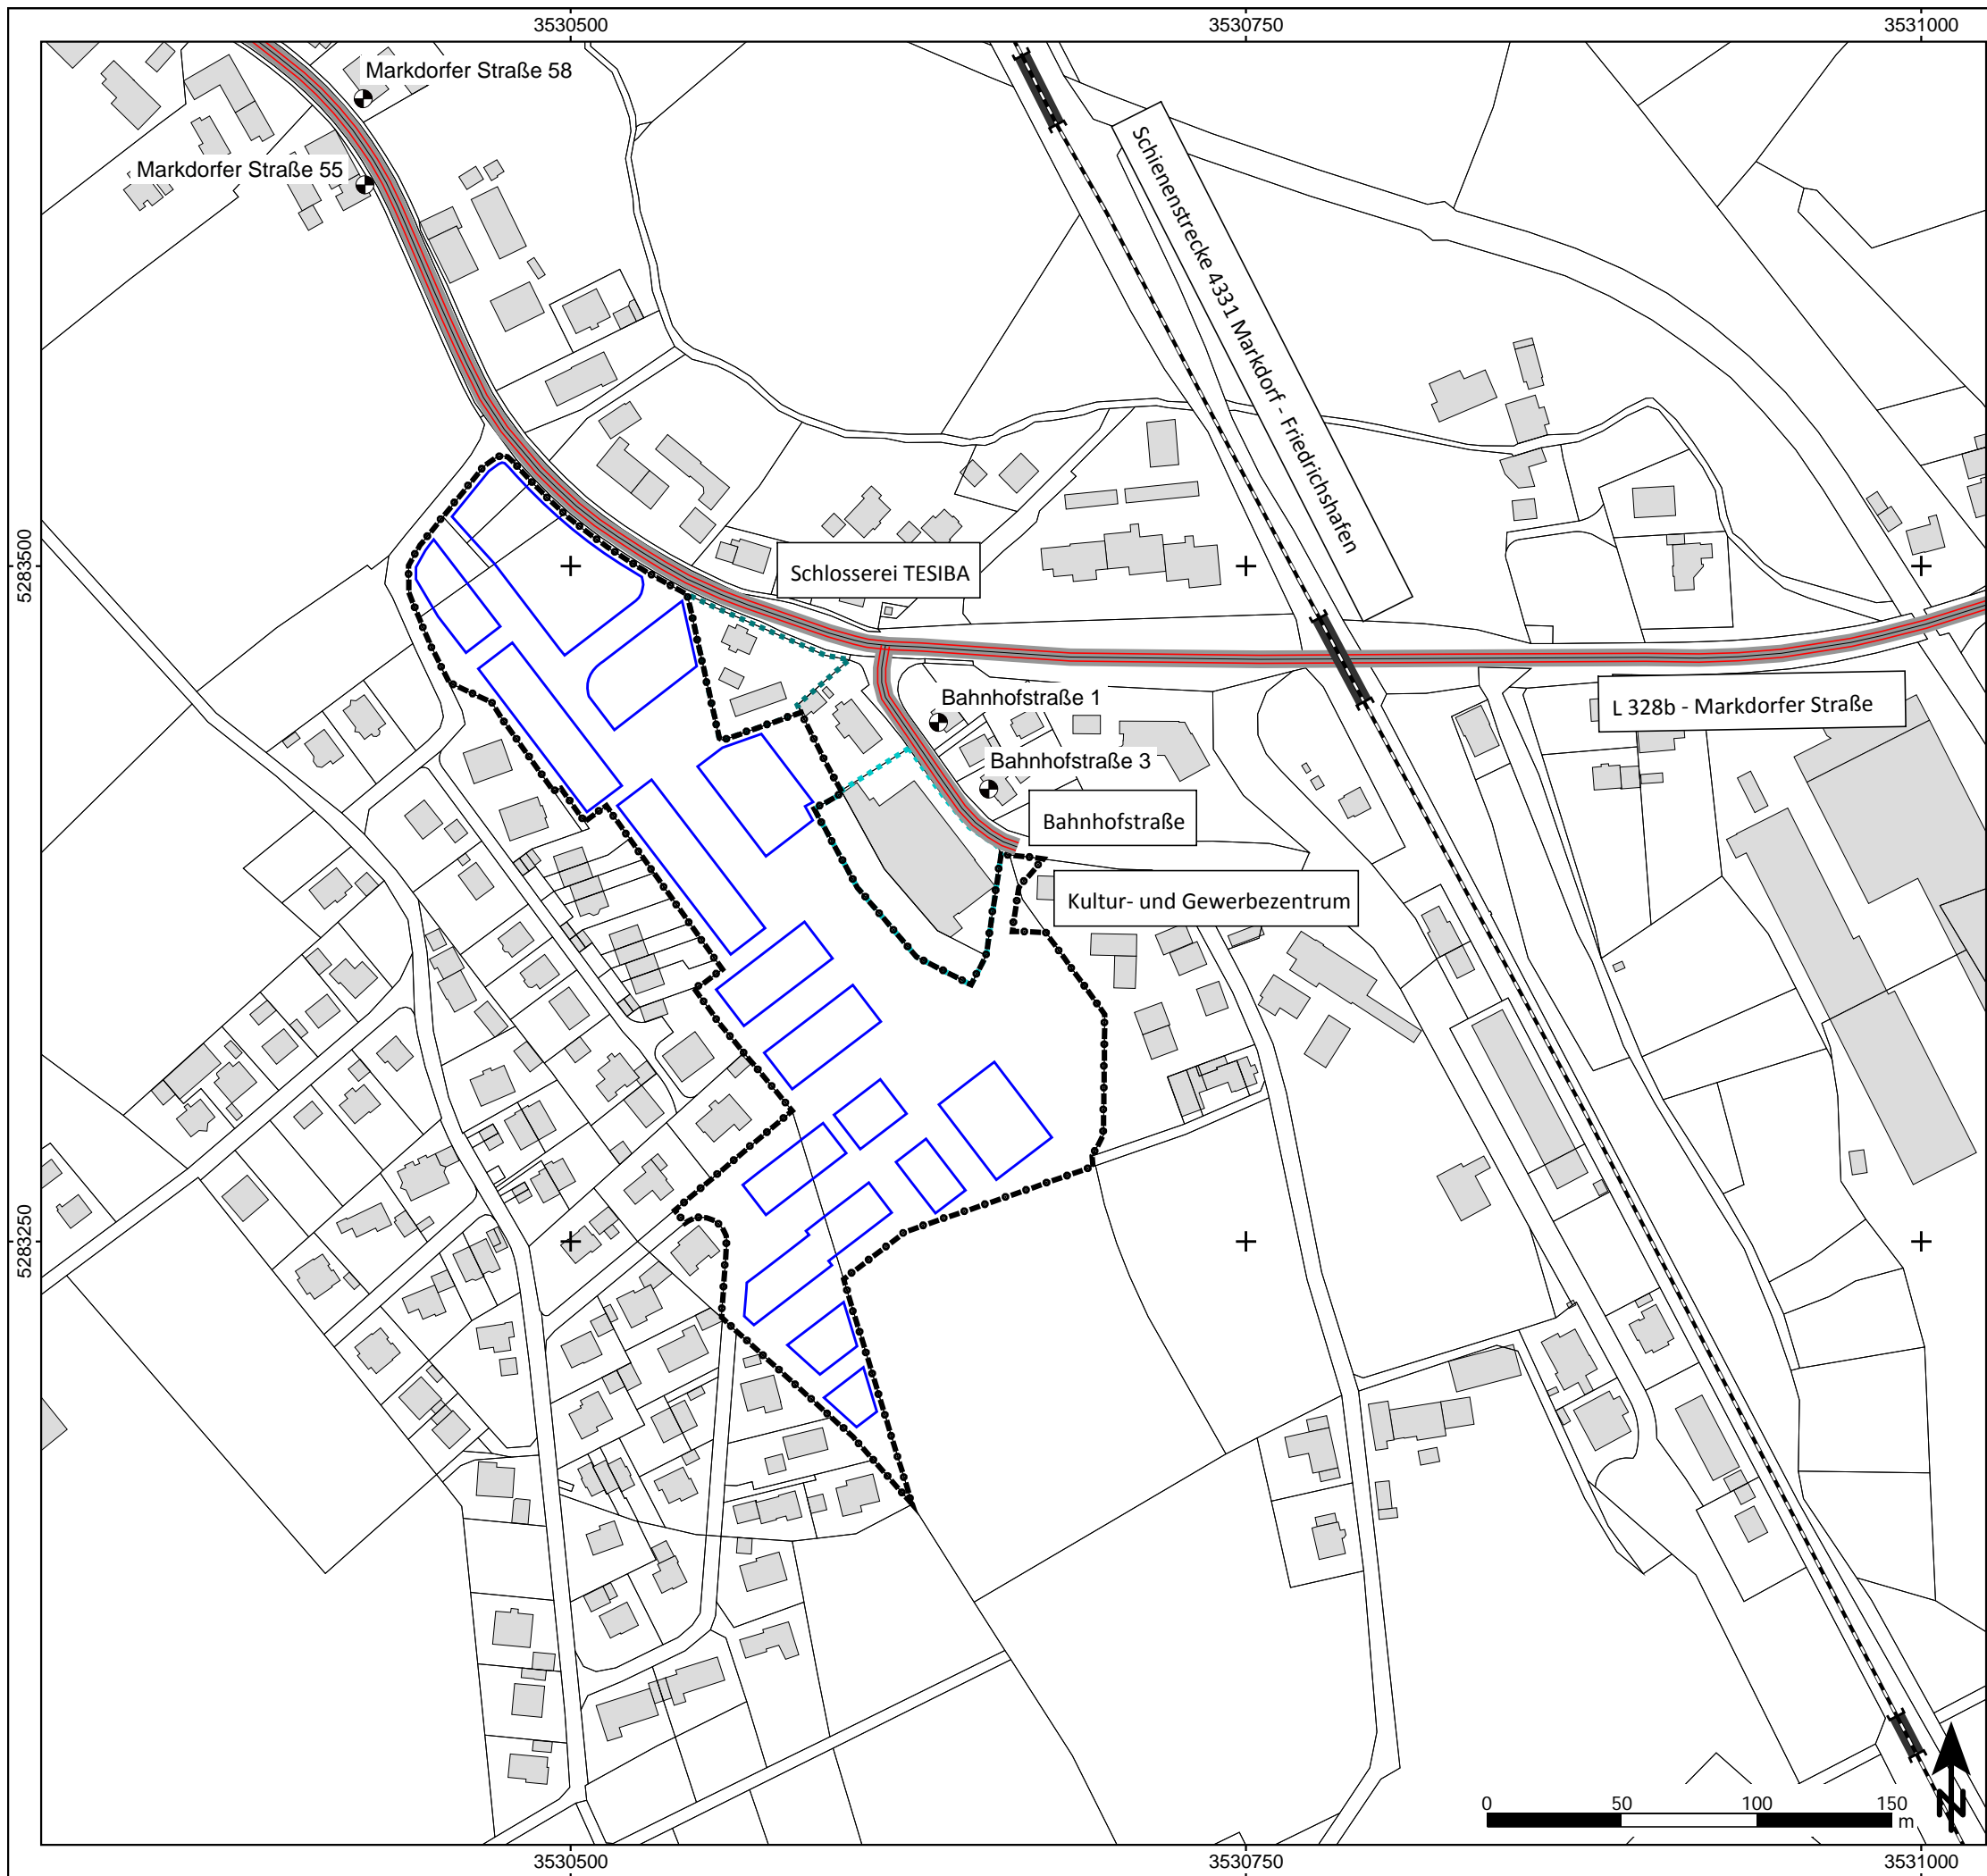 3530500
3530750
3531000
Markdorfer Straße 58
Markdorfer Straße 55
Schienenstrecke 4331 Markdorf - Friedrichshafen
5283500
5283250
Schlosserei TESIBA
Bahnhofstraße 1
L 328b - Markdorfer Straße
Bahnhofstraße 3
Bahnhofstraße
Kultur- und Gewerbezentrum
0 50 100 150
m
N
3530500
3530750
3531000